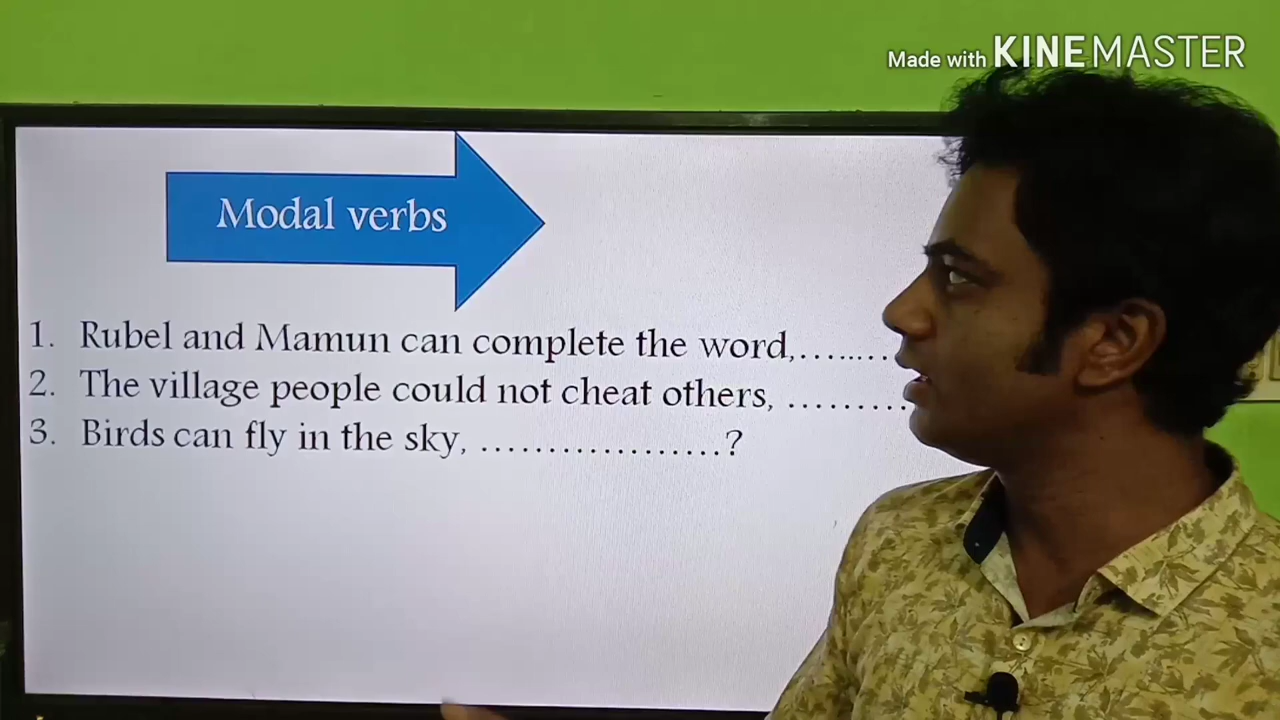 Made with KINEMASTER
Modal verbs
1. Rubel and Mamun can complete the word,.........
2. The village people could not cheat others, .........
3. Birds can fly in the sky, ..................?